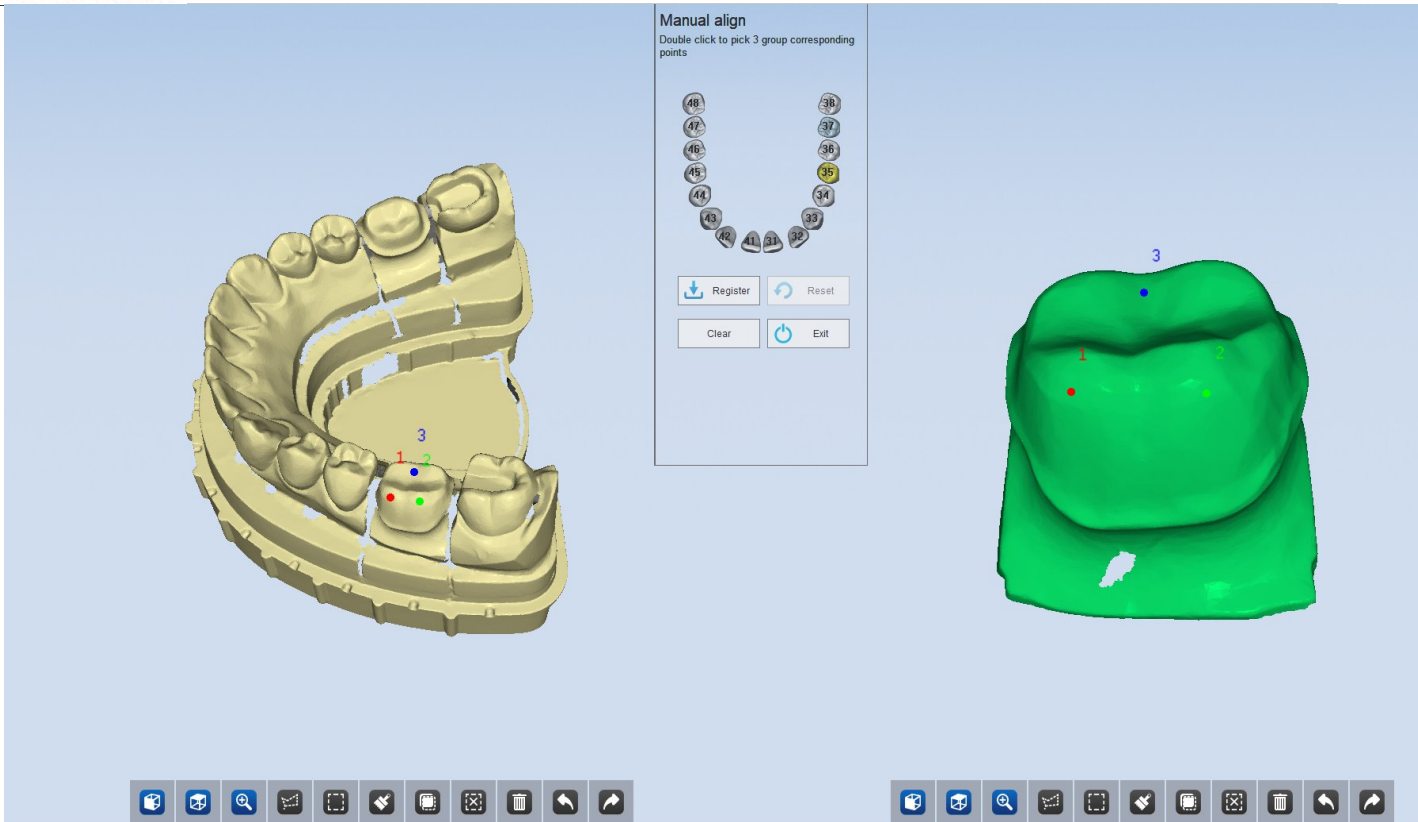 Manual align
Double click to pick 3 group corresponding
points
48 38
47 37
46 36
45 35
44 34
43 33
42 41 31 32
Register Reset
Clear Exit
3
1 2
3
1 2